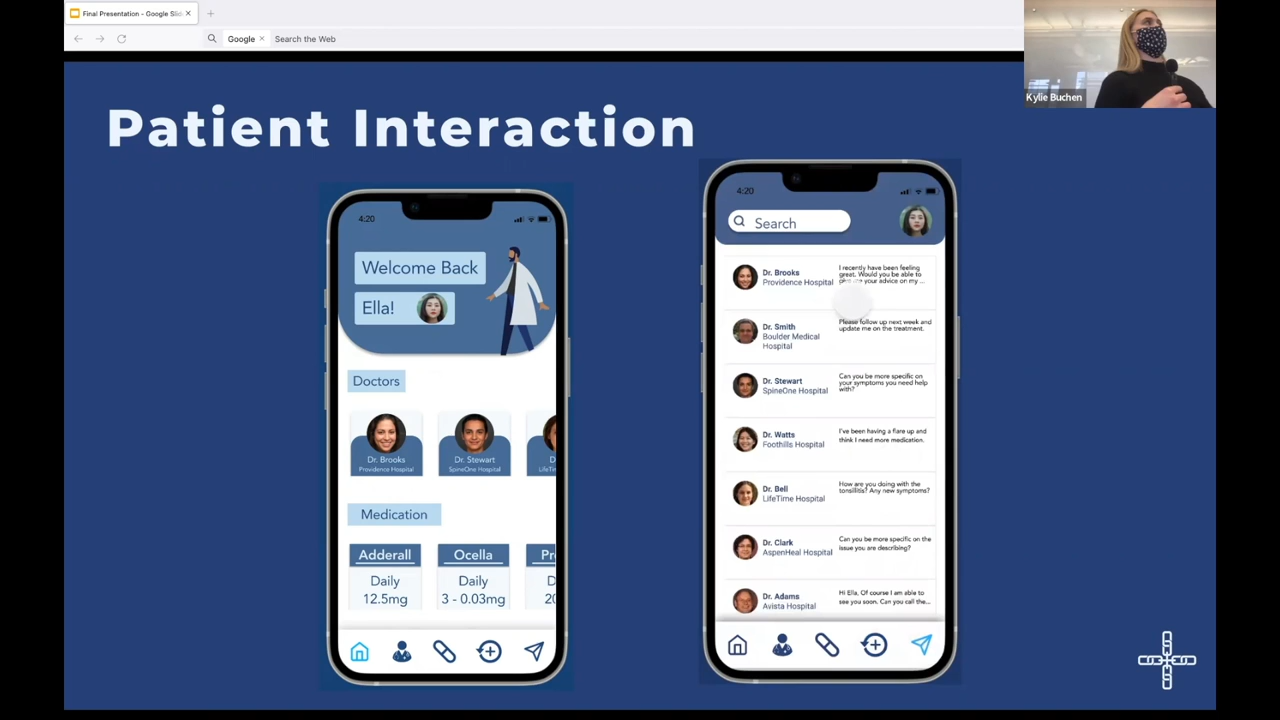 Final Presentation - Google Slid
Google
Search the Web
Kylie Buchen
Patient Interaction
4:20
Welcome Back
Ella!
Doctors
Dr. Brooks
Providence Hospital
Dr. Stewart
SpineOne Hospital
D
LifeTim
Medication
Adderall
Daily
12.5mg
Ocella
Daily
3 - 0.03mg
Pr
D
20
4:20
Search
Dr. Brooks
Providence Hospital
I recently have been feeling
great. Would you be able to
your advice on my ...
Dr. Smith
Boulder Medical
Hospital
Please follow up next week and
update me on the treatment.
Dr. Stewart
SpineOne Hospital
Can you be more specific on
your symptoms you need help
with?
Dr. Watts
Foothills Hospital
I've been having a flare up and
think I need more medication.
Dr. Bell
LifeTime Hospital
How are you doing with the
tonsillitis? Any new symptoms?
Dr. Clark
AspenHeal Hospital
Can you be more specific on the
issue you are describing?
Dr. Adams
Avista Hospital
Hi Ella, Of course I am able to
see you soon. Can you call the...